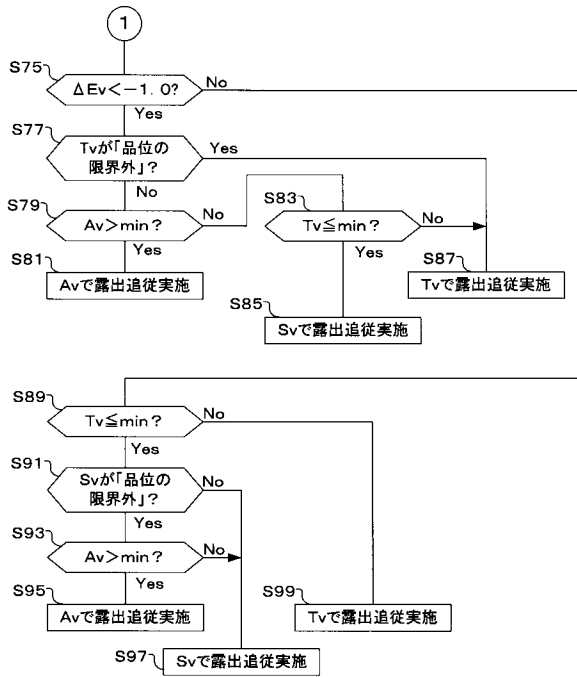 1
S75
ΔEv<-1.0?
No
Yes
S77
Tvが「品位の
限界外」?
Yes
No
S79
Av>min?
No
Yes
S83
Tv≦min?
No
Yes
S81
Avで露出追従実施
S87
Tvで露出追従実施
S85
Svで露出追従実施
S89
Tv≦min?
No
Yes
S91
Svが「品位の
限界外」?
No
Yes
S93
Av>min?
No
Yes
S95
Avで露出追従実施
S99
Tvで露出追従実施
S97
Svで露出追従実施